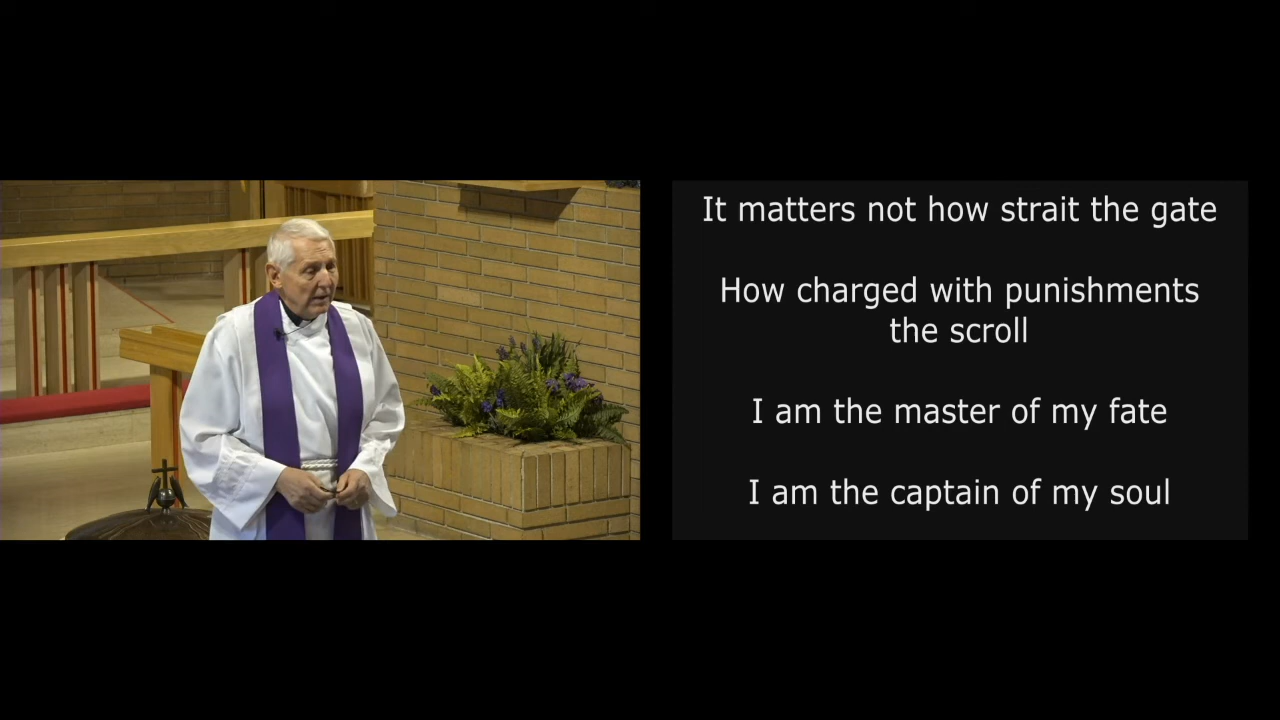 It matters not how strait the gate
How charged with punishments
the scroll
I am the master of my fate
I am the captain of my soul